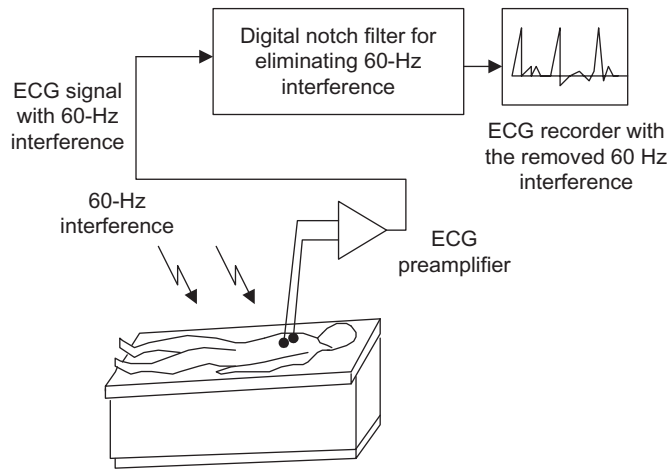 Digital notch filter for
eliminating 60-Hz
interference
ECG signal
with 60-Hz
interference
ECG recorder with
the removed 60 Hz
interference
60-Hz
interference
ECG
preamplifier